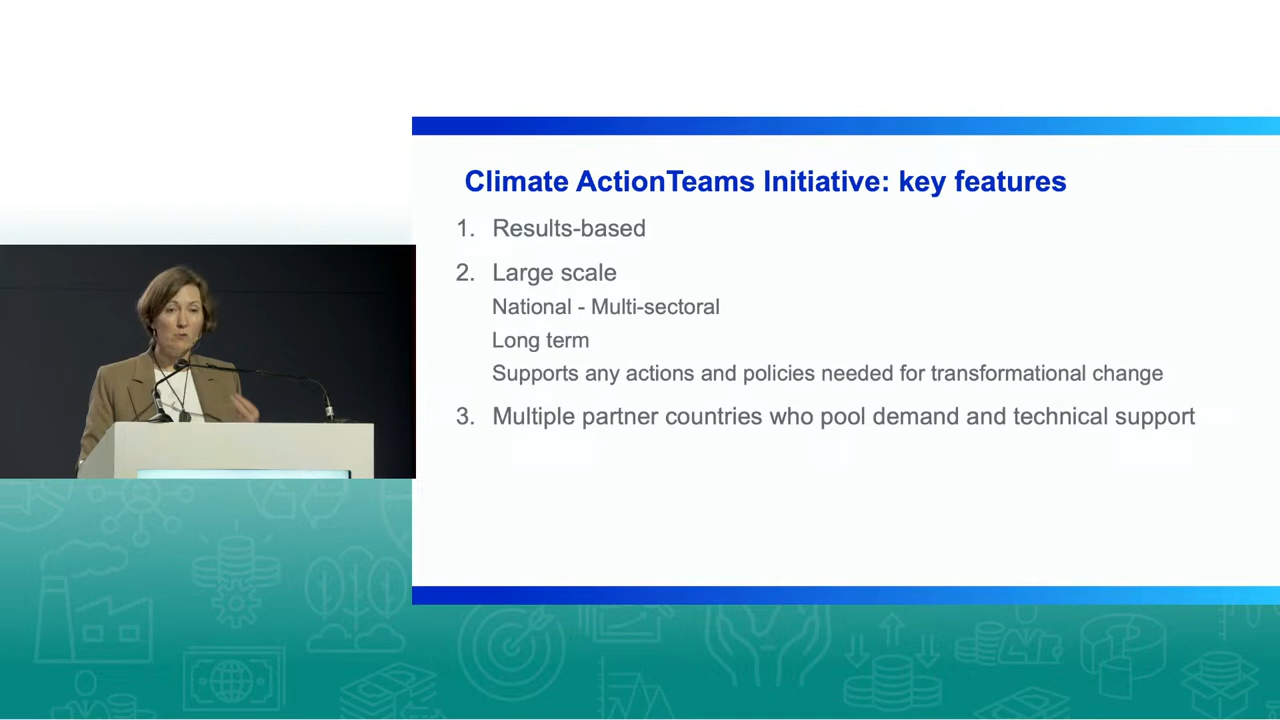 Climate ActionTeams Initiative: key features
1. Results-based
2. Large scale
National - Multi-sectoral
Long term
Supports any actions and policies needed for transformational change
3. Multiple partner countries who pool demand and technical support